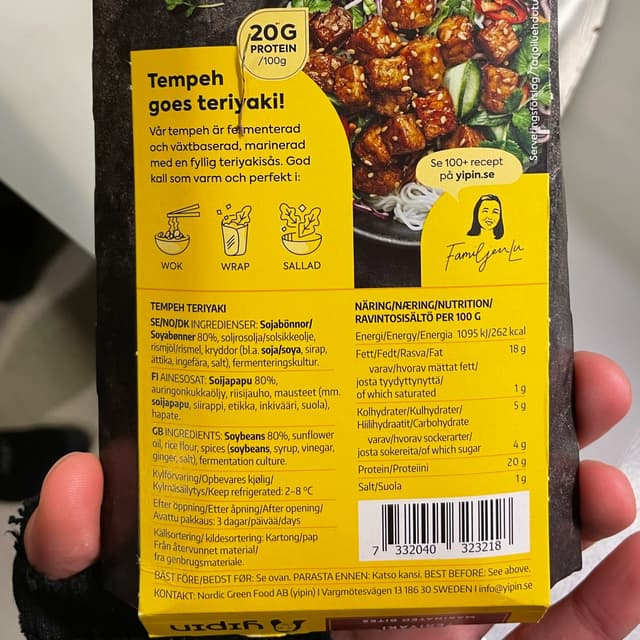 20G
PROTEIN
/100g
Tempeh
goes teriyaki!
Vår tempeh är fermenterad
och växtbaserad, marinerad
med en fyllig teriyakisås. God
kall som varm och perfekt i:
WOK
WRAP
SALLAD
Serveringsförslag/Tarjoiluehdotu
Se 100+ recept
på yipin.se
Familjen Lu
TEMPEH TERIYAKI
SE/NO/DK INGREDIENSER: Sojabönnor/
Soyabønner 80%, soljrosolja/solsikkeolje,
rismjöl/rismel, kryddor (bl.a. soja/soya, sirap,
ättika, ingefära, salt), fermenteringskultur.
FI AINESOSAT: Soijapapu 80%,
auringonkukkaöljy, riisijauho, mausteet (mm.
soijapapu, siirappi, etikka, inkivääri, suola),
hapate.
GB INGREDIENTS: Soybeans 80%, sunflower
oil, rice flour, spices (soybeans, syrup, vinegar,
ginger, salt), fermentation culture.
Kylförvaring/Opbevares kjølig/
Kylmäsäilytys/Keep refrigerated: 2–8 °C
Efter öppning/Etter åpning/After opening/
Avattu pakkaus: 3 dagar/päivää/days
Källsortering/ kildesortering: Kartong/pap
Från återvunnet material/
fra genbrugsmateriale.
NÄRING/NÆRING/NUTRITION/
RAVINTOSISÄLTÖ PER 100 G
Energi/Energy/Energia 1095 kJ/262 kcal
Fett/Fedt/Rasva/Fat 18 g
varav/hvorav mättat fett/
josta tyydyttynyttä/
of which saturated 1 g
Kolhydrater/Kulhydrater/ 5 g
Hiilihydraatit/Carbohydrate
varav/hvorav sockerarter/
josta sokereita/of which sugar 4 g
Protein/Proteiini 20 g
Salt/Suola 1 g
7 332040 323218
BÄST FÖRE/BEDST FØR: Se ovan. PARASTA ENNEN: Katso kansi. BEST BEFORE: See above.
KONTAKT: Nordic Green Food AB (yipin) I Vargmötesvägen 13 186 30 SWEDEN I info@yipin.se
yipin